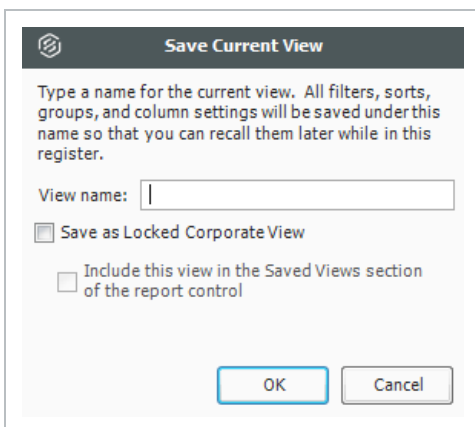 Save Current View
Type a name for the current view. All filters, sorts,
groups, and column settings will be saved under this
name so that you can recall them later while in this
register.
View name:
Save as Locked Corporate View
Include this view in the Saved Views section
of the report control
OK Cancel